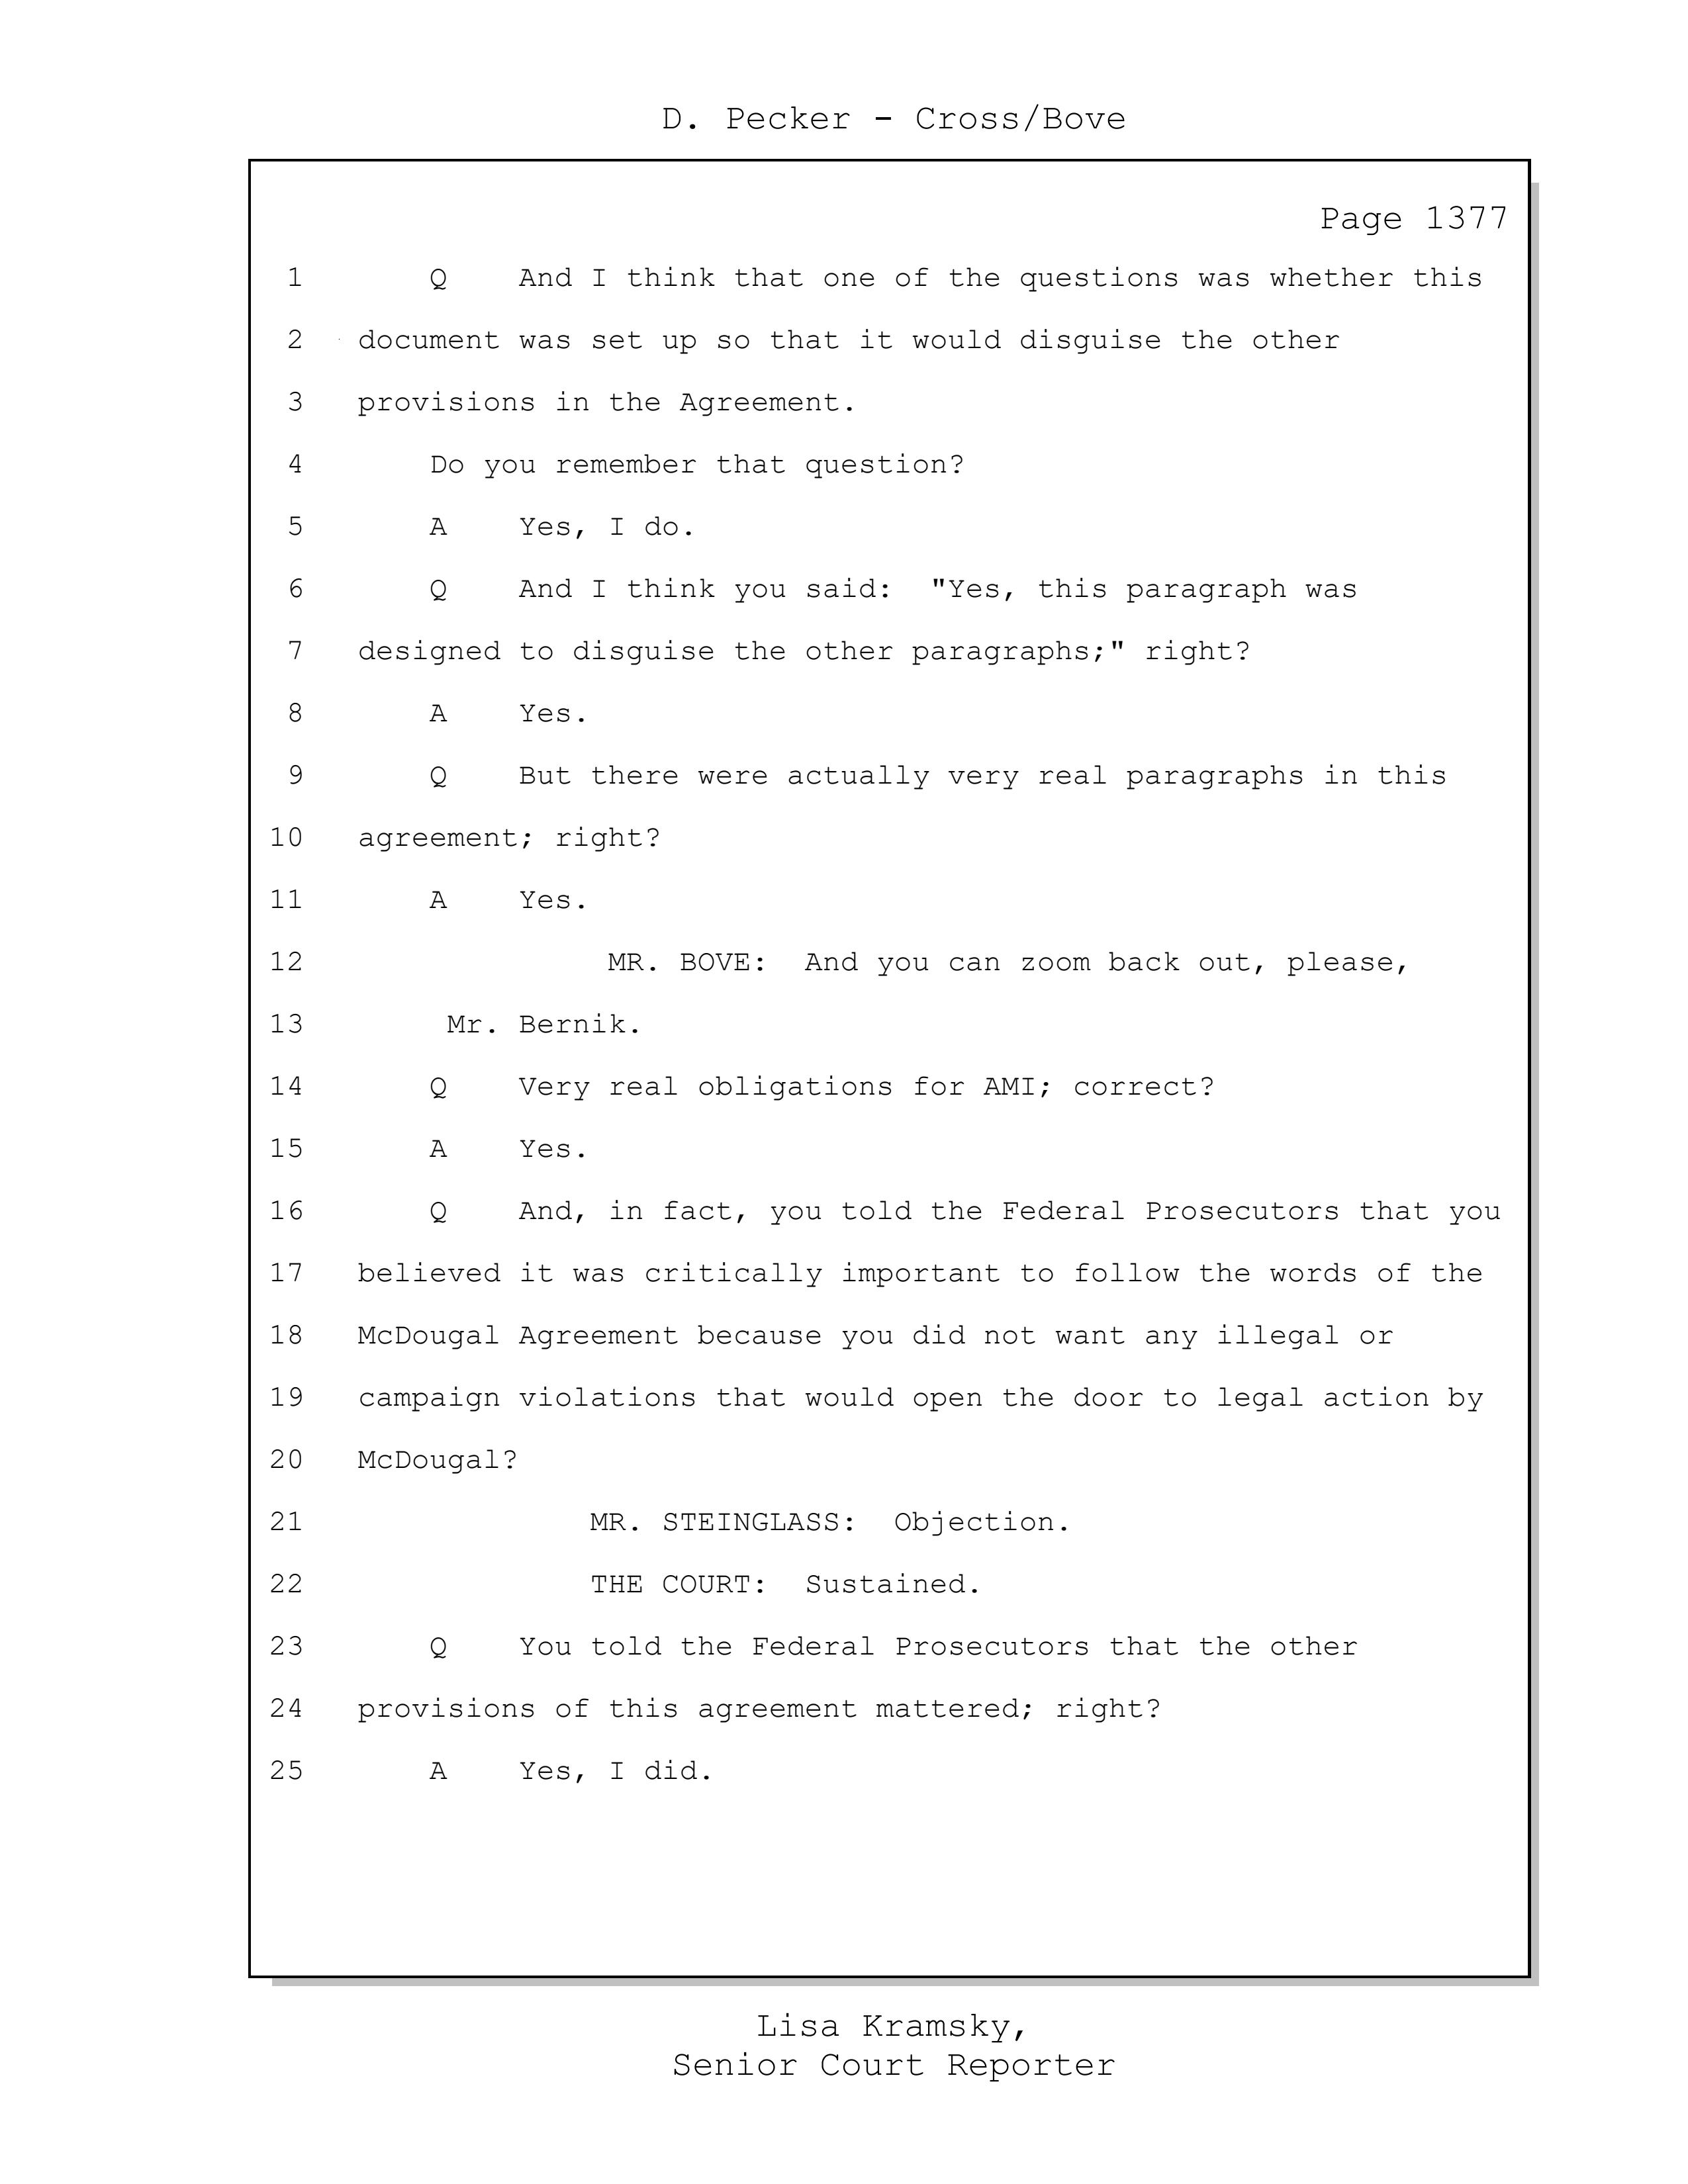 D. Pecker - Cross/Bove
Page 1377
1 Q And I think that one of the questions was whether this
2 document was set up so that it would disguise the other
3 provisions in the Agreement.
4 Do you remember that question?
5 A Yes, I do.
6 Q And I think you said: "Yes, this paragraph was
7 designed to disguise the other paragraphs;" right?
8 A Yes.
9 Q But there were actually very real paragraphs in this
10 agreement; right?
11 A Yes.
12 MR. BOVE: And you can zoom back out, please,
13 Mr. Bernik.
14 Q Very real obligations for AMI; correct?
15 A Yes.
16 Q And, in fact, you told the Federal Prosecutors that you
17 believed it was critically important to follow the words of the
18 McDougal Agreement because you did not want any illegal or
19 campaign violations that would open the door to legal action by
20 McDougal?
21 MR. STEINGLASS: Objection.
22 THE COURT: Sustained.
23 Q You told the Federal Prosecutors that the other
24 provisions of this agreement mattered; right?
25 A Yes, I did.
Lisa Kramsky,
Senior Court Reporter